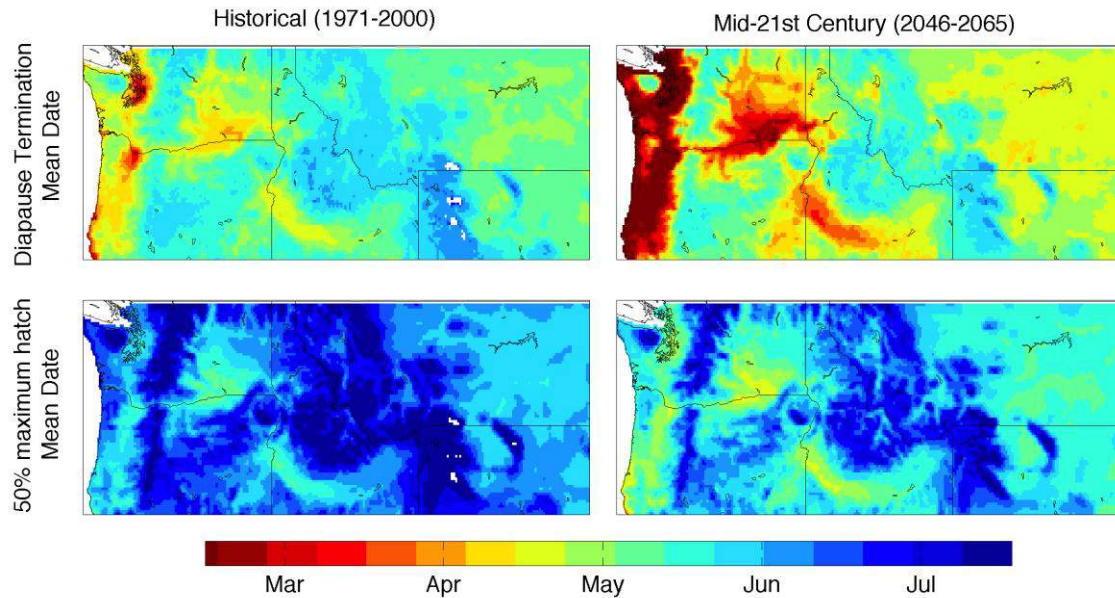 Historical (1971-2000)
Mid-21st Century (2046-2065)
Diapause Termination
Mean Date
50% maximum hatch
Mean Date
Mar
Apr
May
Jun
Jul